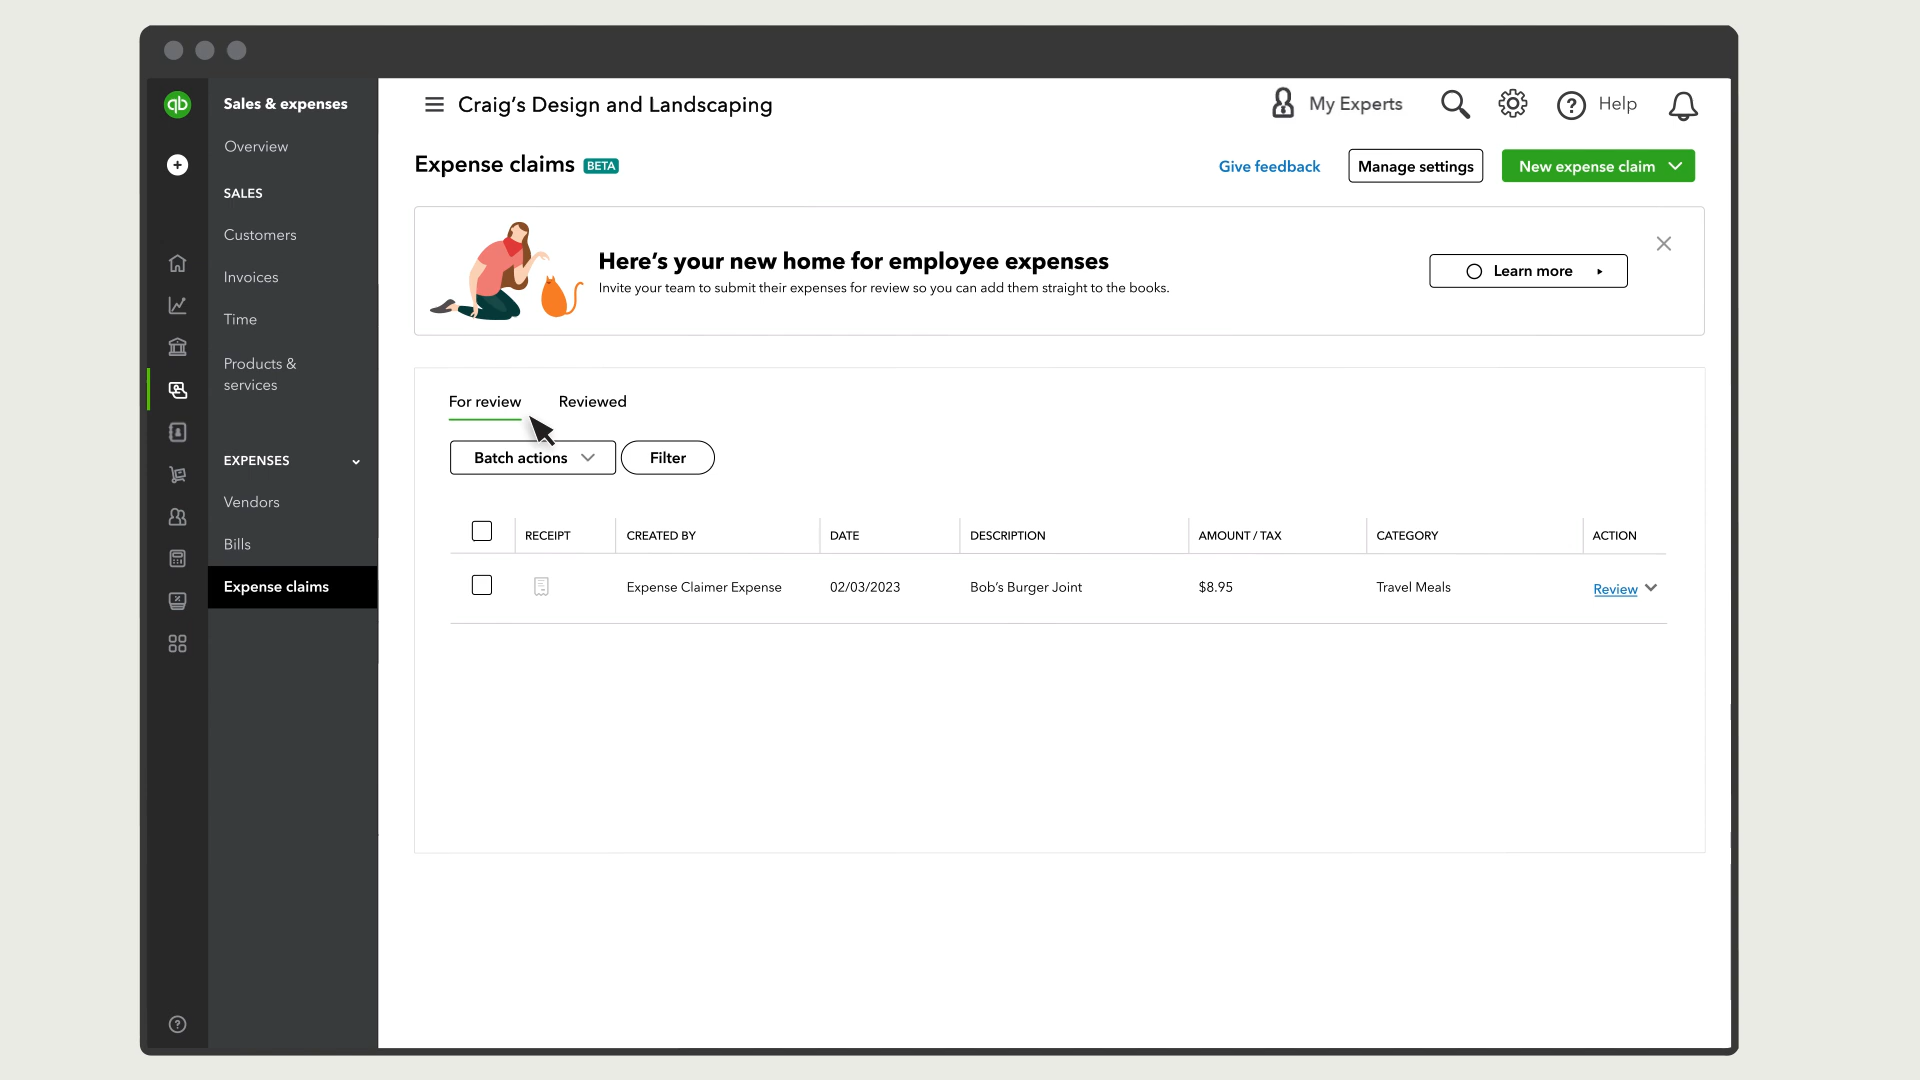 qb
Sales & expenses
Overview
SALES
Customers
Invoices
Time
Products &
services
EXPENSES
Vendors
Bills
Expense claims
Craig’s Design and Landscaping
My Experts
Help
Expense claims BETA
Give feedback
Manage settings
New expense claim
Here’s your new home for employee expenses
Invite your team to submit their expenses for review so you can add them straight to the books.
Learn more
For review Reviewed
Batch actions Filter
RECEIPT CREATED BY DATE DESCRIPTION AMOUNT / TAX CATEGORY ACTION
Expense Claimer Expense 02/03/2023 Bob’s Burger Joint $8.95 Travel Meals Review